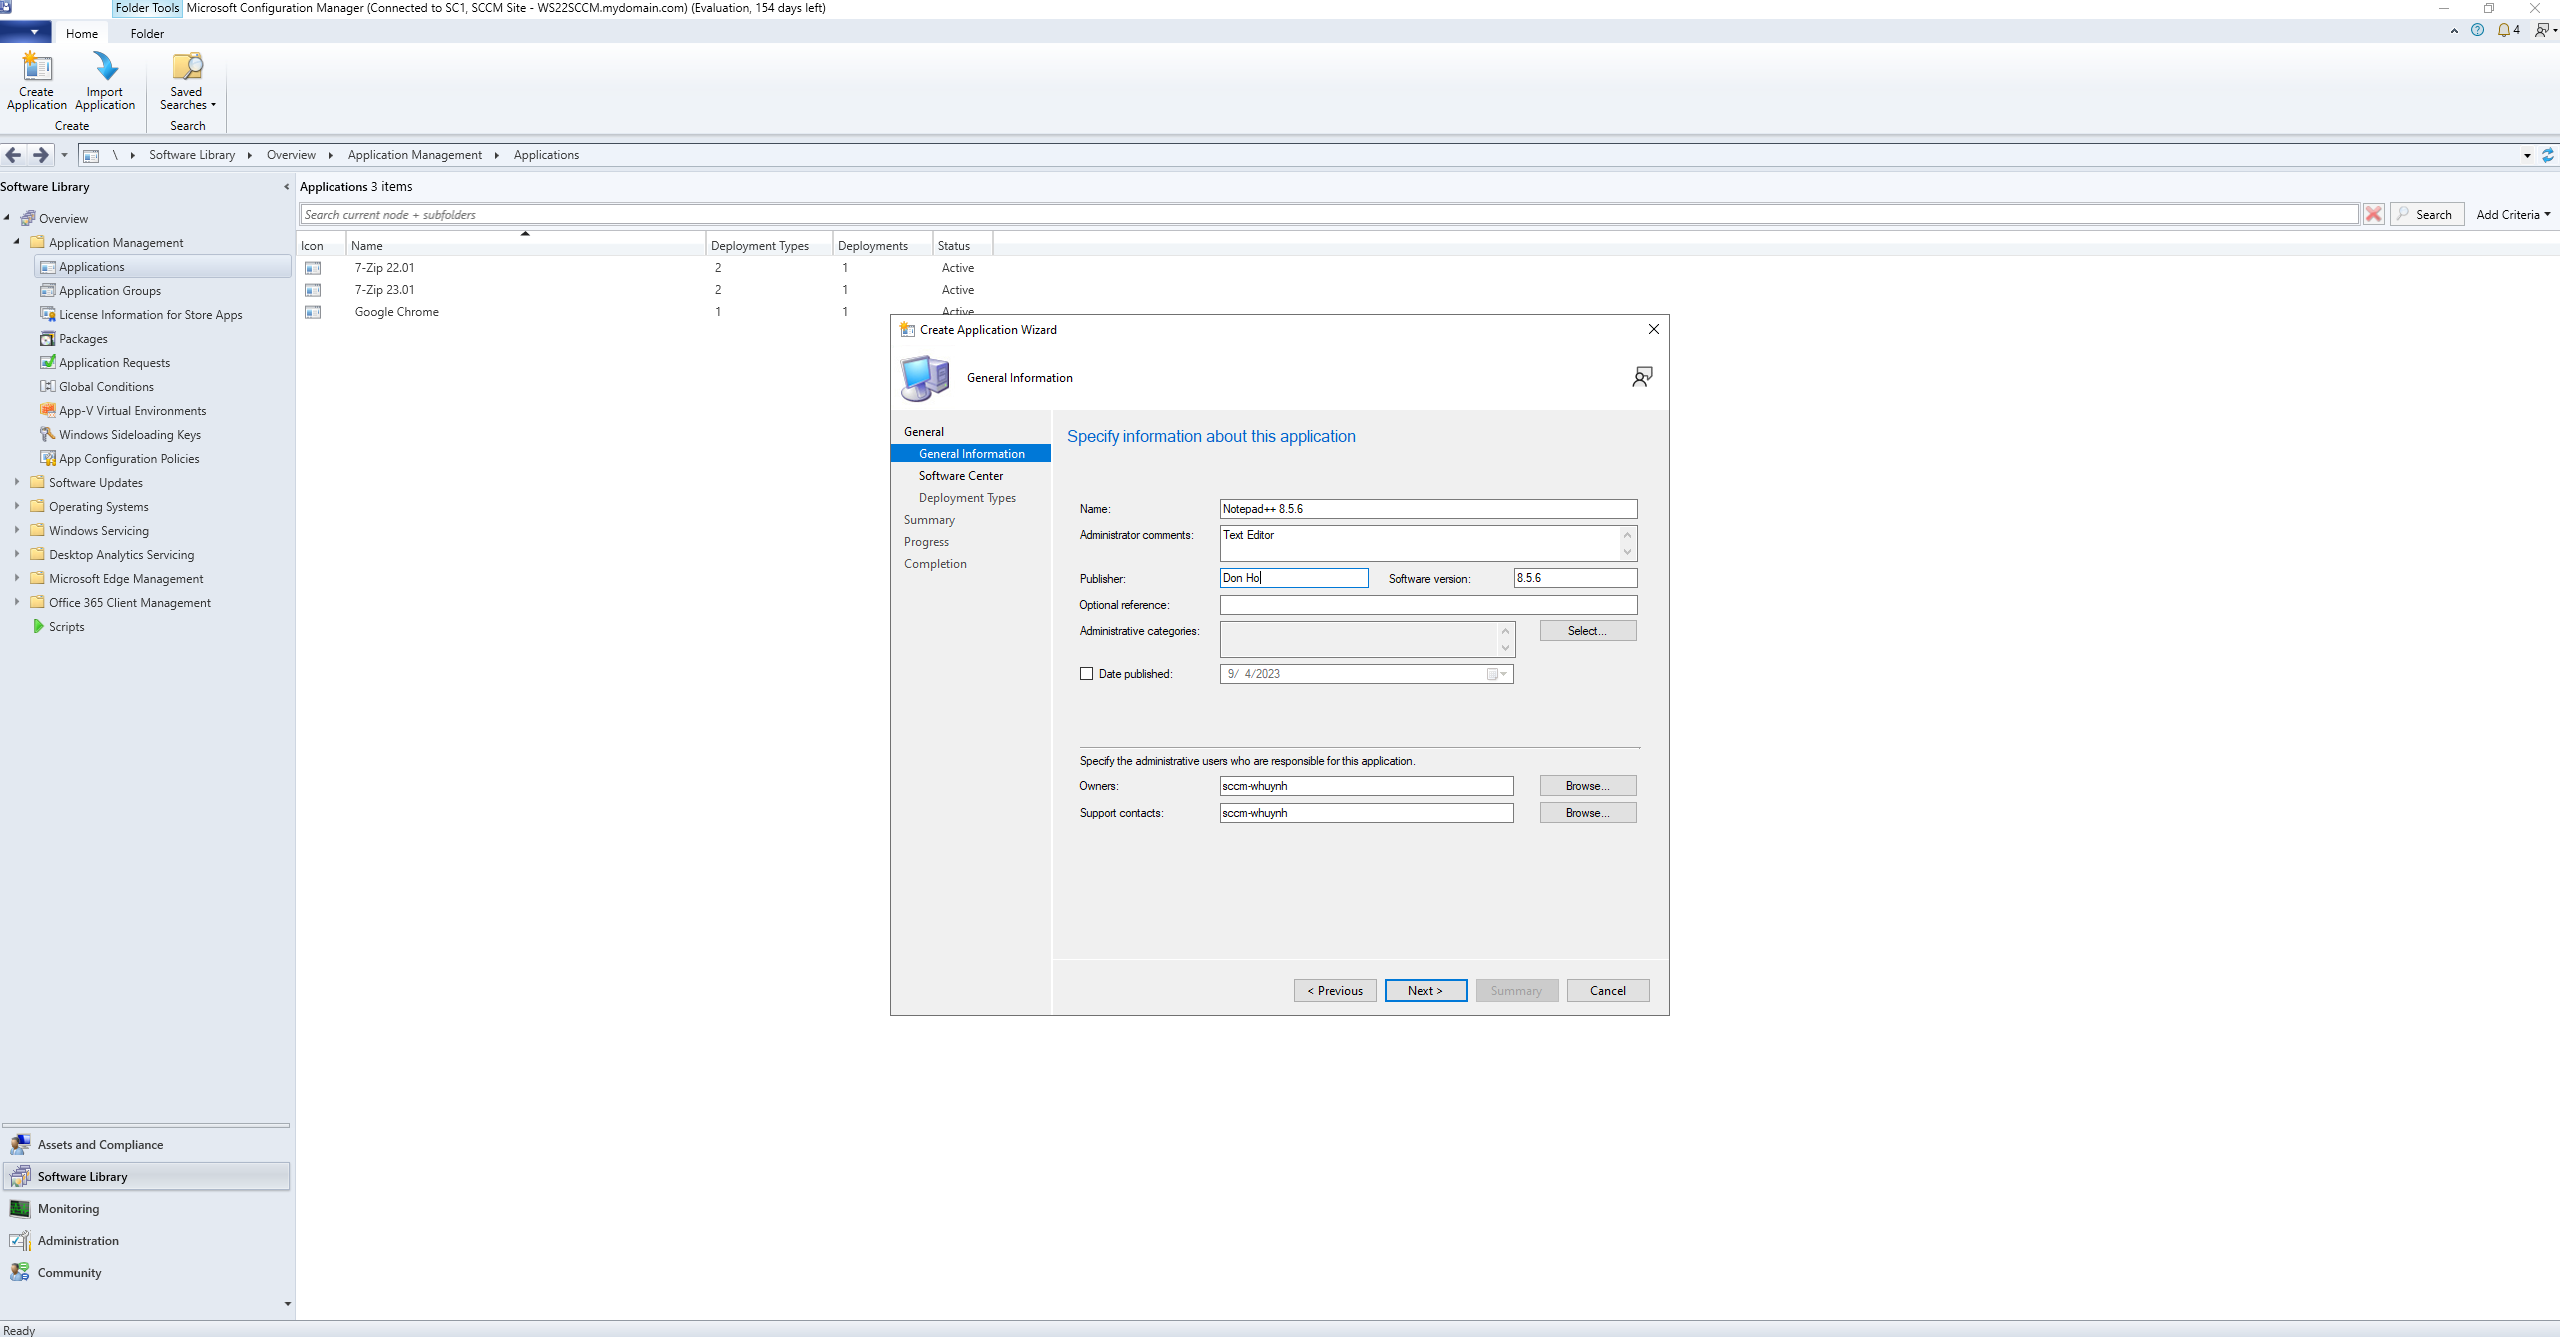 Folder Tools Microsoft Configuration Manager (Connected to SC1, SCCM Site - WS22SCCM.mydomain.com) (Evaluation, 154 days left)
Home Folder
4
Create Application
Import Application
Saved Searches
Create
Search
\ Software Library Overview Application Management Applications
Software Library
Overview
Application Management
Applications
Application Groups
License Information for Store Apps
Packages
Application Requests
Global Conditions
App-V Virtual Environments
Windows Sideloading Keys
App Configuration Policies
Software Updates
Operating Systems
Windows Servicing
Desktop Analytics Servicing
Microsoft Edge Management
Office 365 Client Management
Scripts
Assets and Compliance
Software Library
Monitoring
Administration
Community
Ready
Applications 3 items
Search current node + subfolders
Search
Add Criteria
Icon Name Deployment Types Deployments Status
7-Zip 22.01 2 1 Active
7-Zip 23.01 2 1 Active
Google Chrome 1 1 Active
Create Application Wizard
General Information
General
General Information
Software Center
Deployment Types
Summary
Progress
Completion
Specify information about this application
Name: Notepad++ 8.5.6
Administrator comments: Text Editor
Publisher: Don Ho Software version: 8.5.6
Optional reference:
Administrative categories: Select...
Date published: 9/ 4/2023
Specify the administrative users who are responsible for this application.
Owners: sccm-whuynh Browse...
Support contacts: sccm-whuynh Browse...
< Previous Next > Summary Cancel